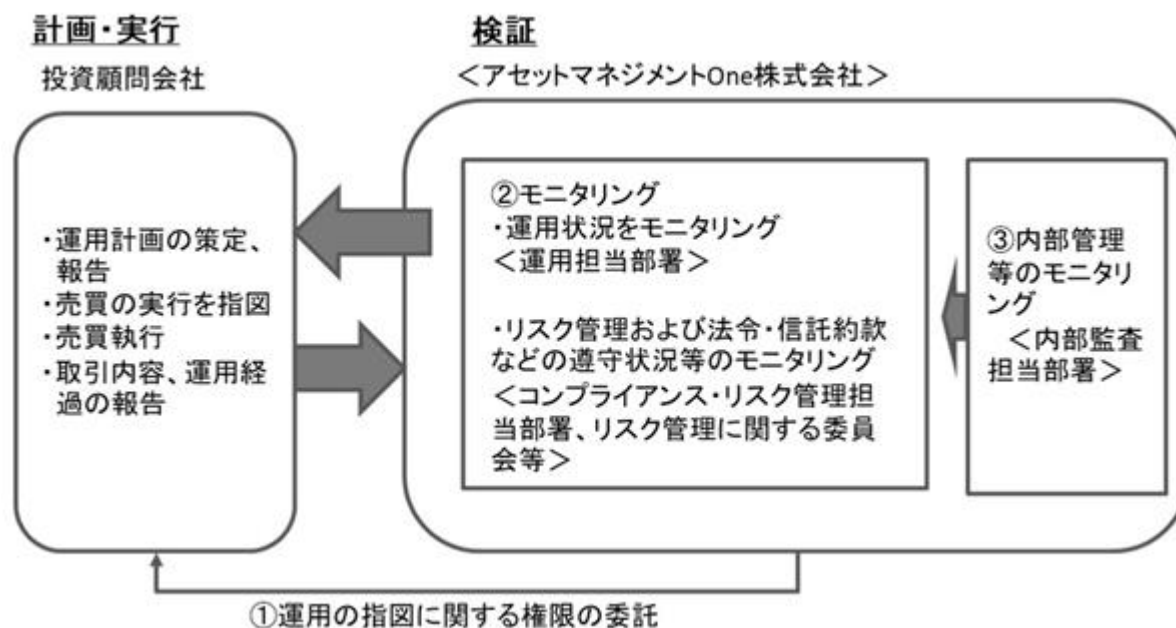 計画・実行
投資顧問会社
・運用計画の策定、
報告
・売買の実行を指図
・売買執行
・取引内容、運用経
過の報告
検証
＜アセットマネジメントOne株式会社＞
②モニタリング
・運用状況をモニタリング
＜運用担当部署＞
・リスク管理および法令・信託約款
などの遵守状況等のモニタリング
＜コンプライアンス・リスク管理担
当部署、リスク管理に関する委員
会等＞
③内部管理
等のモニタリ
ング
＜内部監査
担当部署＞
①運用の指図に関する権限の委託